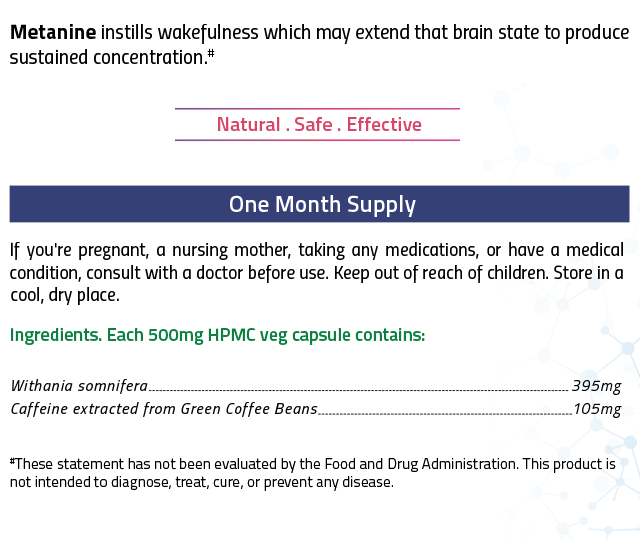 Metanine instills wakefulness which may extend that brain state to produce
sustained concentration.#
Natural . Safe . Effective
One Month Supply
If you're pregnant, a nursing mother, taking any medications, or have a medical
condition, consult with a doctor before use. Keep out of reach of children. Store in a
cool, dry place.
Ingredients. Each 500mg HPMC veg capsule contains:
Withania somnifera 395mg
Caffeine extracted from Green Coffee Beans 105mg
#These statement has not been evaluated by the Food and Drug Administration. This product is
not intended to diagnose, treat, cure, or prevent any disease.